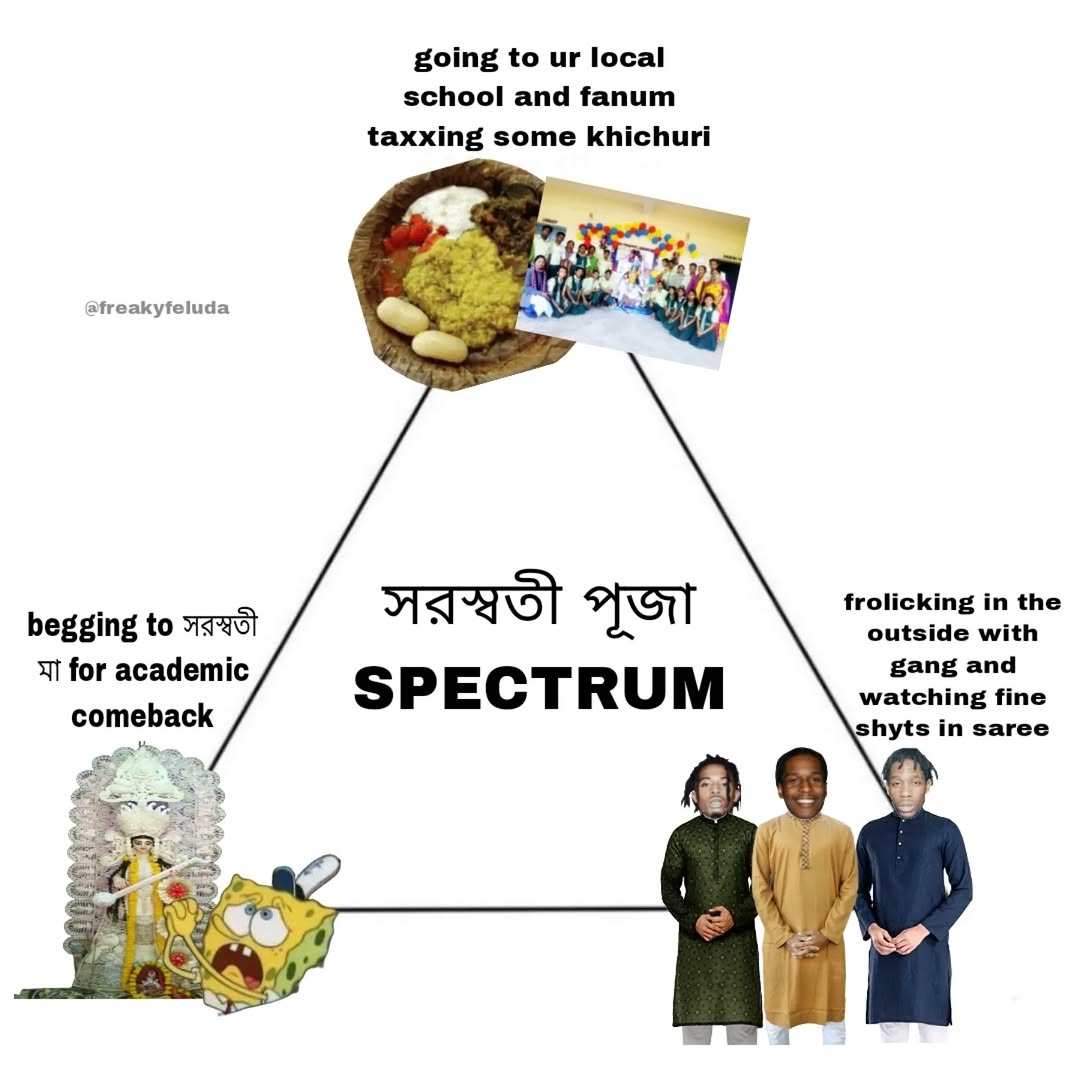 going to ur local
school and fanum
taxxing some khichuri
@freakyfeluda
সরস্বতী পূজা
SPECTRUM
begging to সরস্বতী
মা for academic
comeback
frolicking in the
outside with
gang and
watching fine
shyts in saree